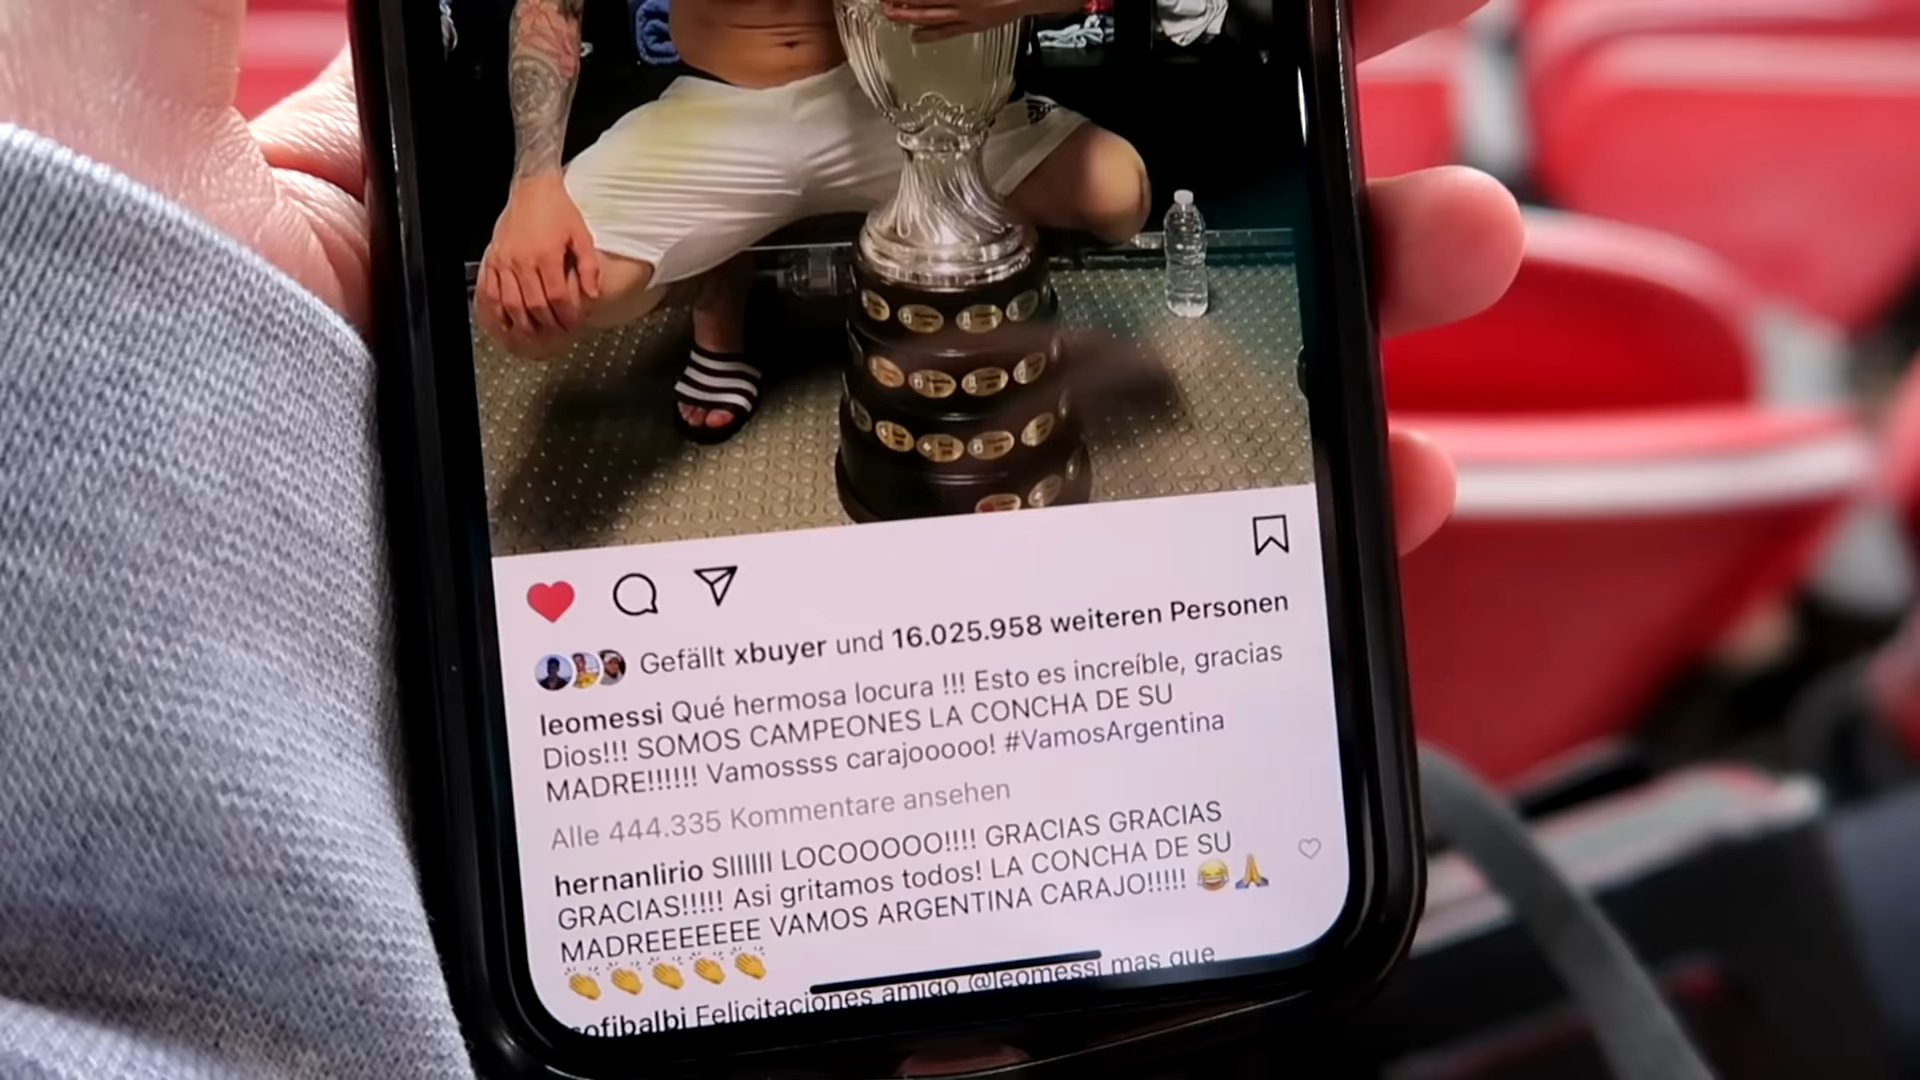 Gefällt xbuyer und 16.025.958 weiteren Personen
leomessi Qué hermosa locura !!! Esto es increíble, gracias
Dios!!! SOMOS CAMPEONES LA CONCHA DE SU
MADRE!!!!!! Vamossss carajooooo! #VamosArgentina
Alle 444.335 Kommentare ansehen
hernanlirio SIIIIII LOCOOOOO!!!! GRACIAS GRACIAS
GRACIAS!!!!! Asi gritamos todos! LA CONCHA DE SU
MADREEEEEEE VAMOS ARGENTINA CARAJO!!!!! 😂🙏
👏👏👏👏👏
sofibalbi Felicitaciones amigo @leomessi mas que